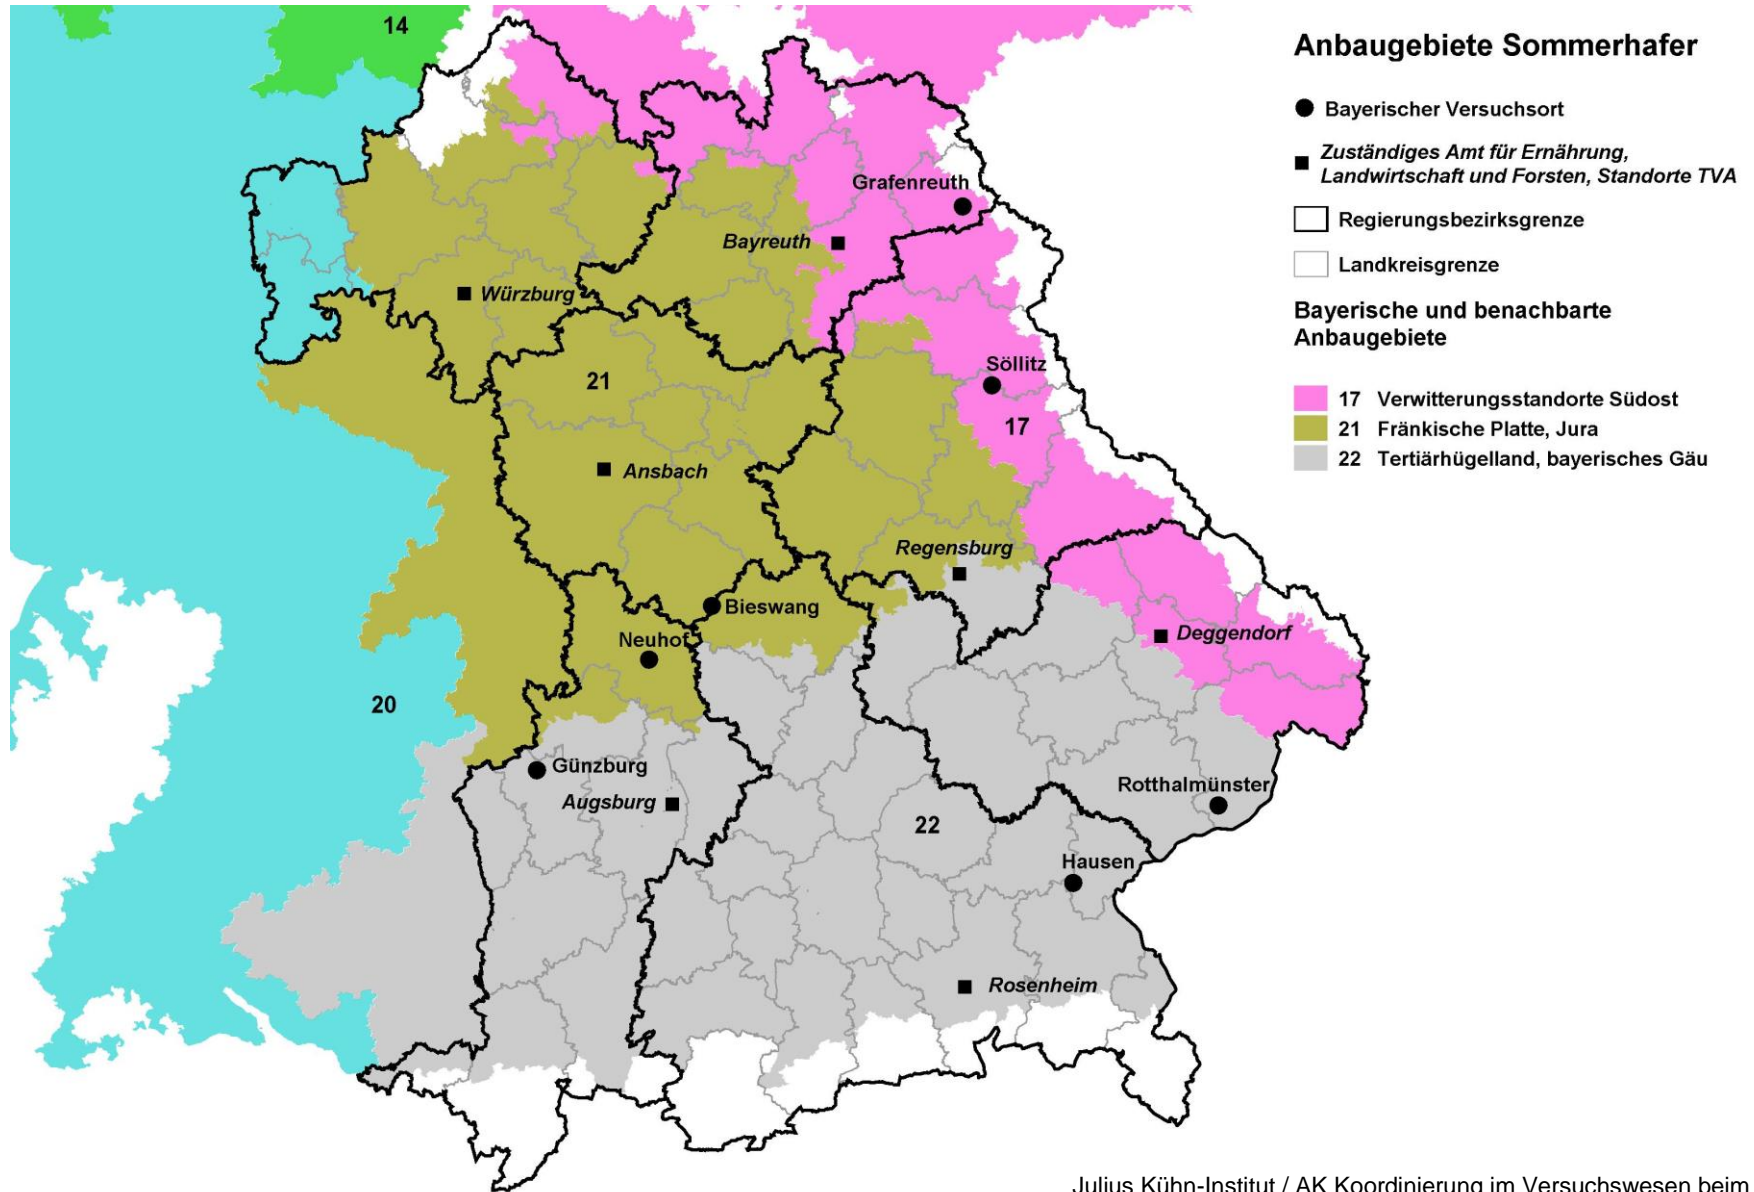 Anbaugebiete Sommerhafer
Bayerischer Versuchsort
Zuständiges Amt für Ernährung,
Landwirtschaft und Forsten, Standorte TVA
Regierungsbezirksgrenze
Landkreisgrenze
Bayerische und benachbarte
Anbaugebiete
17 Verwitterungsstandorte Südost
21 Fränkische Platte, Jura
22 Tertiärhügelland, bayerisches Gäu
14
Grafenreuth
Bayreuth
Würzburg
Söllitz
21
17
Ansbach
Regensburg
Bieswang
Neuhof
Deggendorf
20
Günzburg
Augsburg
Rotthalmünster
22
Hausen
Rosenheim
Julius Kühn-Institut / AK Koordinierung im Versuchswesen beim